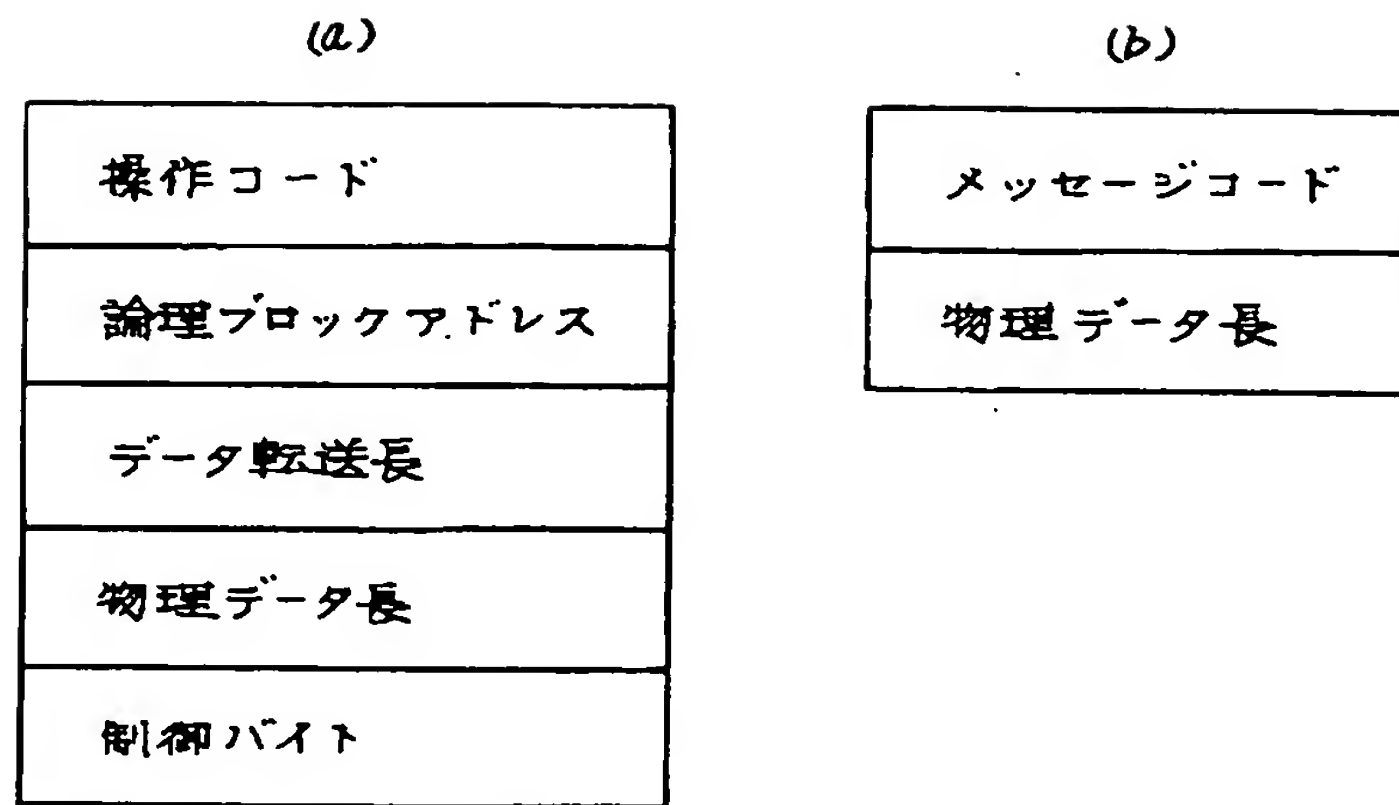 (a)
操作コード
論理ブロックアドレス
データ転送長
物理データ長
制御バイト
(b)
メッセージコード
物理データ長